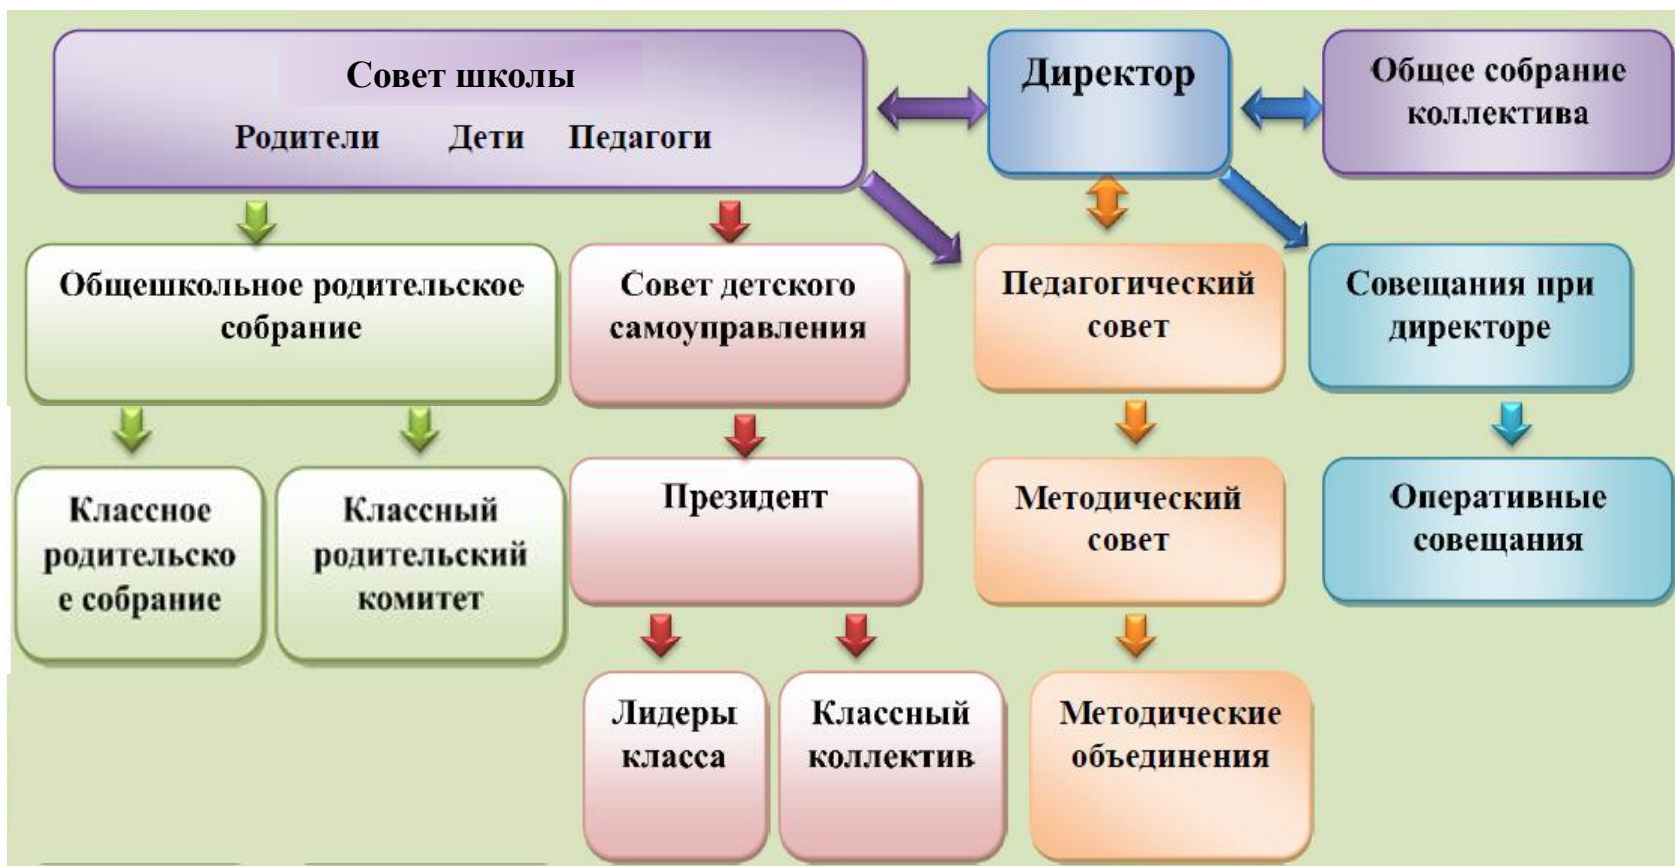 Совет школы
Родители Дети Педагоги
Директор
Общее собрание
коллектива
Общешкольное родительское
собрание
Совет детского
самоуправления
Педагогический
совет
Совещания при
директоре
Классное
родительско
е собрание
Классный
родительский
комитет
Президент
Методический
совет
Оперативные
совещания
Лидеры
класса
Классный
коллектив
Методические
объединения